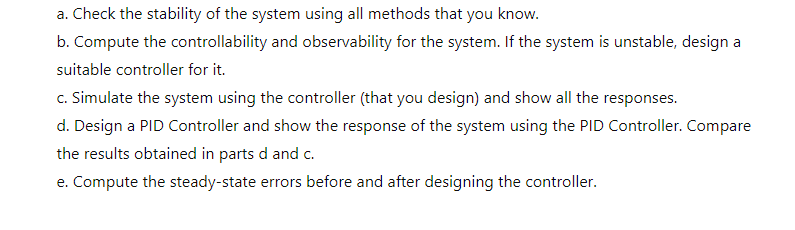 a. Check the stability of the system using all methods that you know.
b. Compute the controllability and observability for the system. If the system is unstable, design a
suitable controller for it.
c. Simulate the system using the controller (that you design) and show all the responses.
d. Design a PID Controller and show the response of the system using the PID Controller. Compare
the results obtained in parts d and c.
e. Compute the steady-state errors before and after designing the controller.